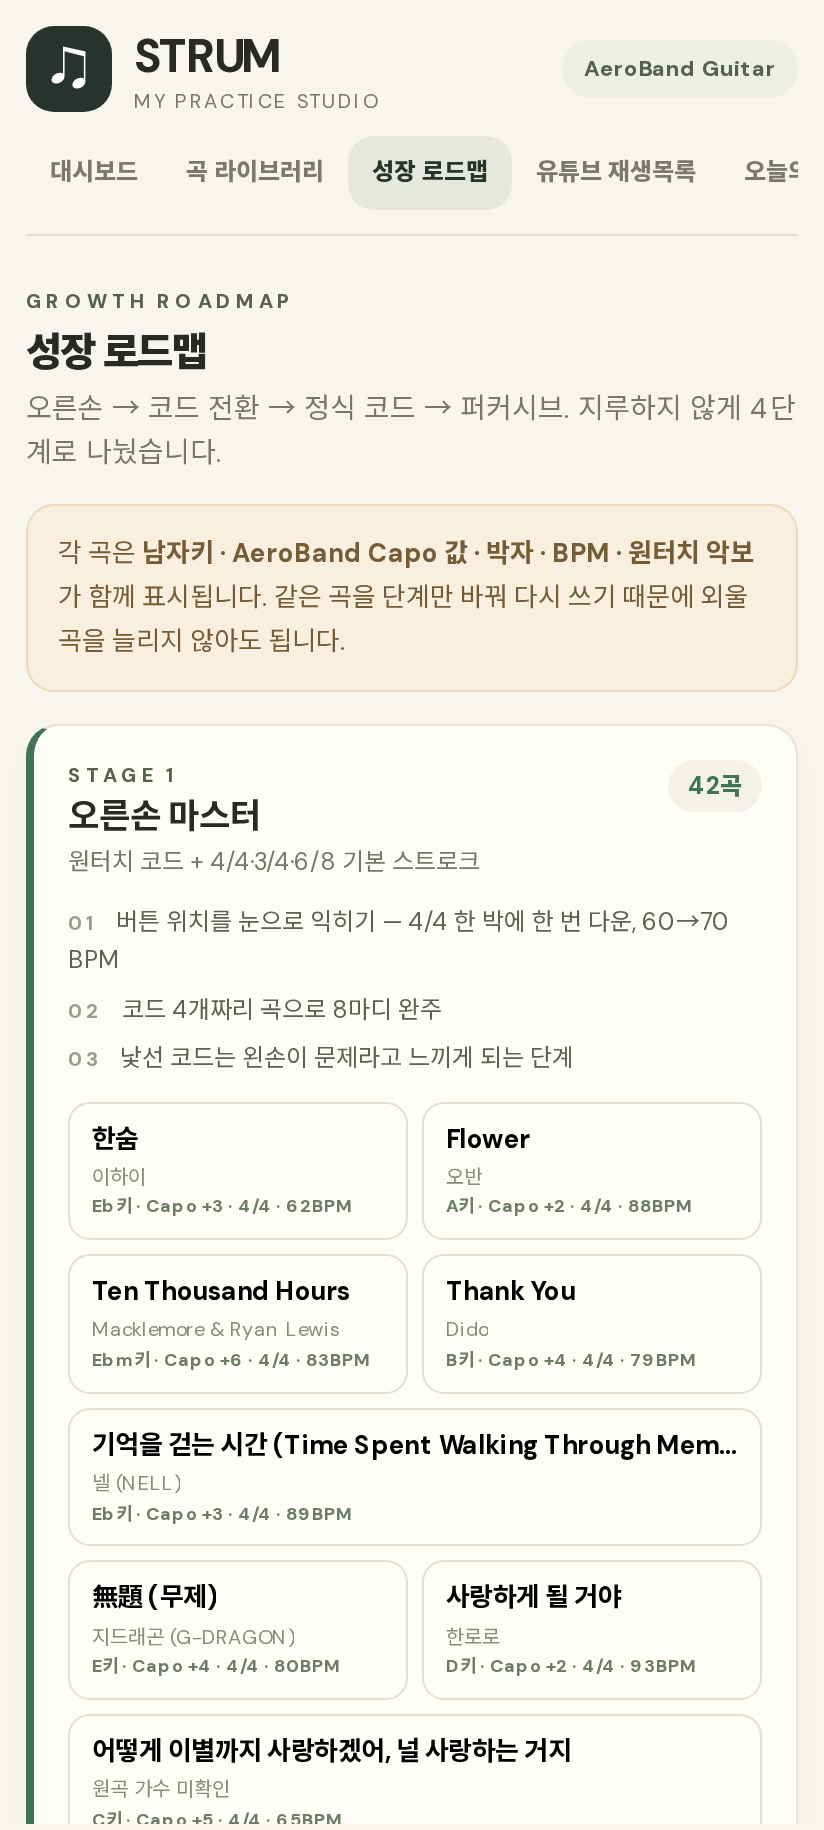 STRUM
MY PRACTICE STUDIO
AeroBand Guitar
대시보드 곡 라이브러리 성장 로드맵 유튜브 재생목록 오늘의
GROWTH ROADMAP
성장 로드맵
오른손 → 코드 전환 → 정식 코드 → 퍼커시브. 지루하지 않게 4단
계로 나눴습니다.
각 곡은 남자키 · AeroBand Capo 값 · 박자 · BPM · 원터치 악보
가 함께 표시됩니다. 같은 곡을 단계만 바꿔 다시 쓰기 때문에 외울
곡을 늘리지 않아도 됩니다.
STAGE 1
42곡
오른손 마스터
원터치 코드 + 4/4·3/4·6/8 기본 스트로크
01 버튼 위치를 눈으로 익히기 — 4/4 한 박에 한 번 다운, 60→70
BPM
02 코드 4개짜리 곡으로 8마디 완주
03 낯선 코드는 왼손이 문제라고 느끼게 되는 단계
한숨
이하이
Eb키 · Capo +3 · 4/4 · 62BPM
Flower
오반
A키 · Capo +2 · 4/4 · 88BPM
Ten Thousand Hours
Macklemore & Ryan Lewis
Ebm키 · Capo +6 · 4/4 · 83BPM
Thank You
Dido
B키 · Capo +4 · 4/4 · 79BPM
기억을 걷는 시간 (Time Spent Walking Through Mem...
넬 (NELL)
Eb키 · Capo +3 · 4/4 · 89BPM
無題 (무제)
지드래곤 (G-DRAGON)
E키 · Capo +4 · 4/4 · 80BPM
사랑하게 될 거야
한로로
D키 · Capo +2 · 4/4 · 93BPM
어떻게 이별까지 사랑하겠어, 널 사랑하는 거지
원곡 가수 미확인
C키 · Capo +5 · 4/4 · 65BPM